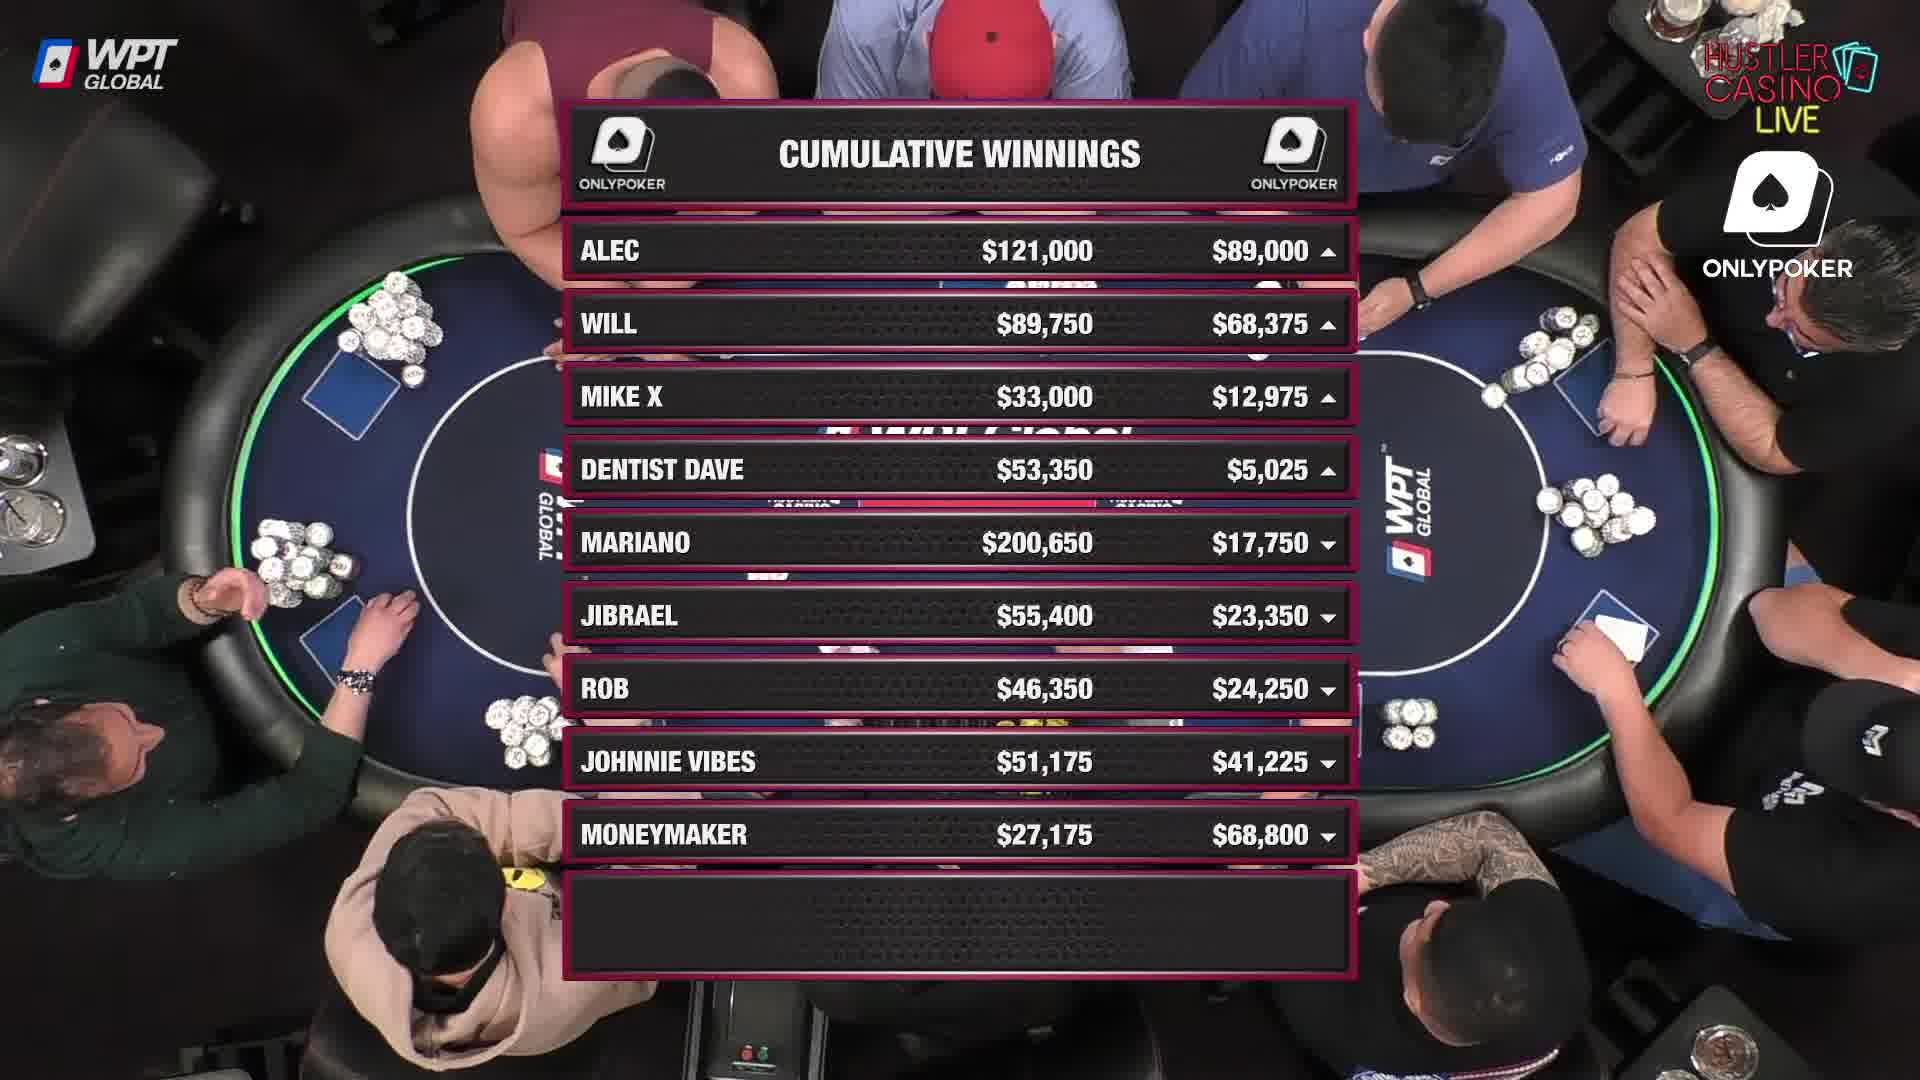 WPT
GLOBAL
HUSTLER
CASINO
LIVE
ONLYPOKER
CUMULATIVE WINNINGS
ONLYPOKER
ONLYPOKER
ALEC $121,000 $89,000
WILL $89,750 $68,375
MIKE X $33,000 $12,975
DENTIST DAVE $53,350 $5,025
MARIANO $200,650 $17,750
JIBRAEL $55,400 $23,350
ROB $46,350 $24,250
JOHNNIE VIBES $51,175 $41,225
MONEYMAKER $27,175 $68,800
GLOBAL
WPT
GLOBAL